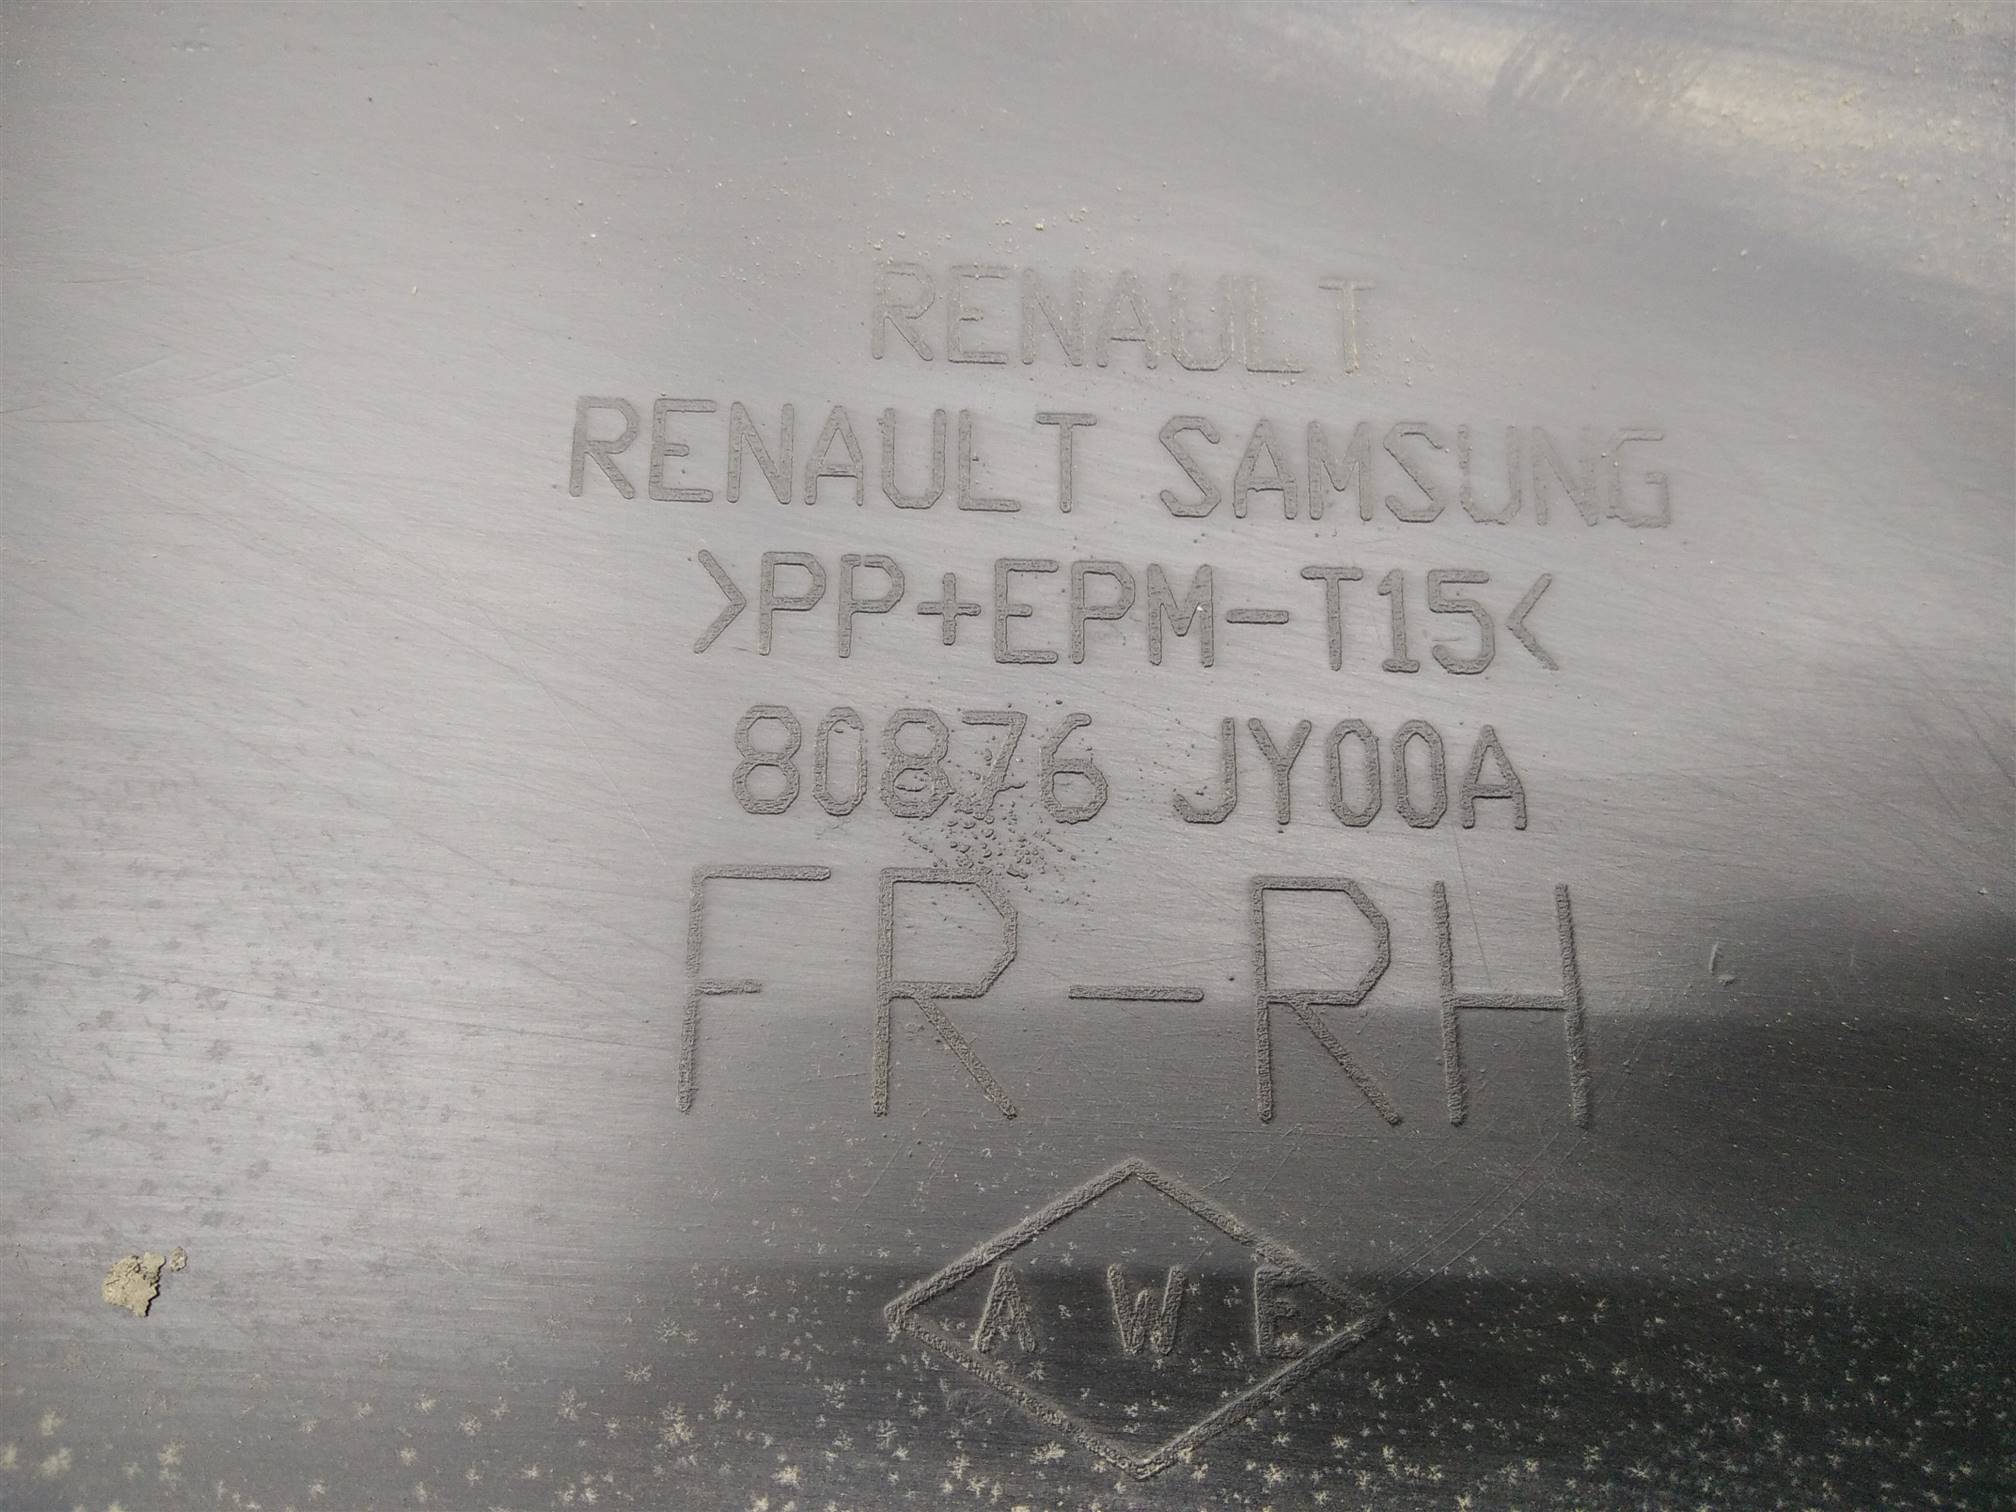 RENAULT
RENAULT SAMSUNG
>PP+EPM-T15<
80876 JY00A
FR-RH
AWE